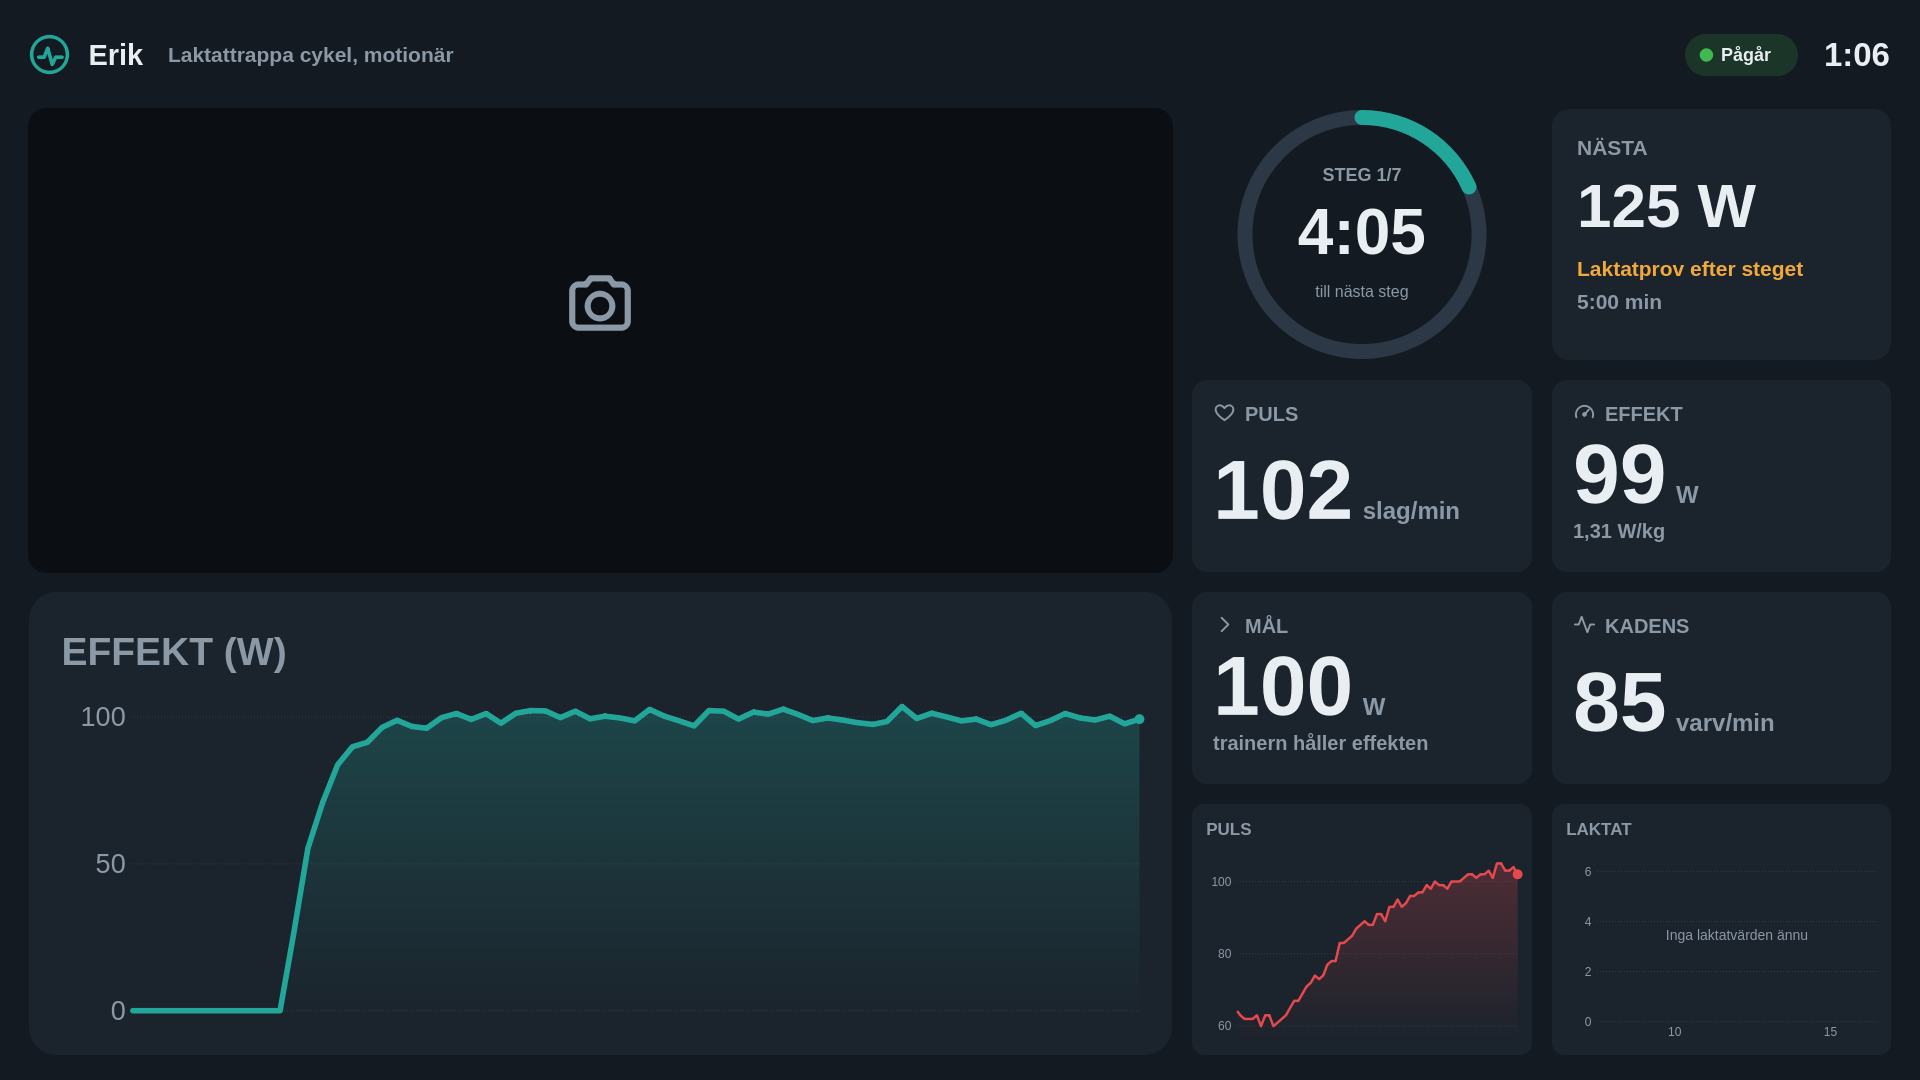 Erik
Laktattrappa cykel, motionär
Pågår
1:06
STEG 1/7
4:05
till nästa steg
NÄSTA
125 W
Laktatprov efter steget
5:00 min
PULS
102 slag/min
EFFEKT
99 W
1,31 W/kg
EFFEKT (W)
100
50
0
MÅL
100 W
trainern håller effekten
KADENS
85 varv/min
PULS
100
80
60
LAKTAT
6
4
Inga laktatvärden ännu
2
0
10 15